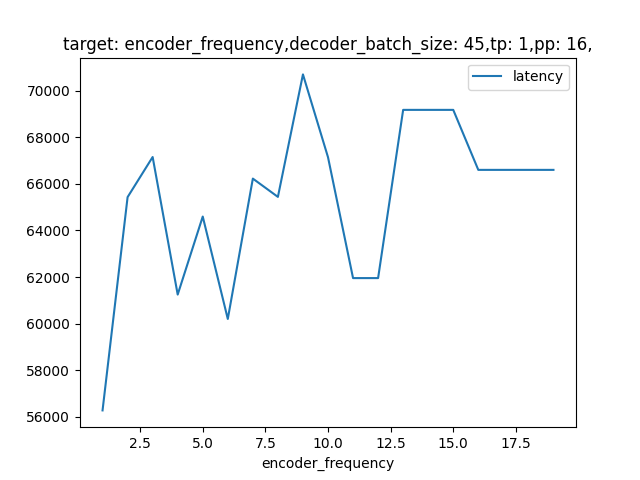 target: encoder_frequency,decoder_batch_size: 45,tp: 1,pp: 16,
latency
70000
68000
66000
64000
62000
60000
58000
56000
2.5 5.0 7.5 10.0 12.5 15.0 17.5
encoder_frequency